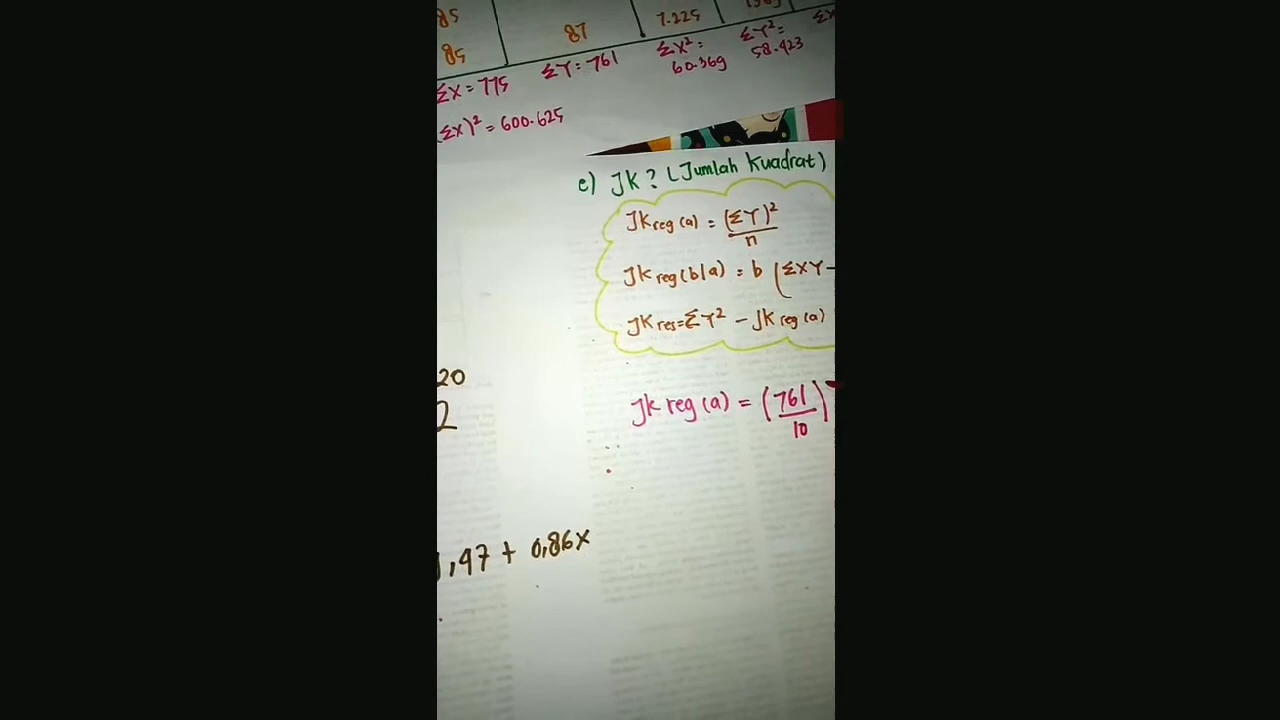 85 87 7.225
85
ΣX = 775 ΣY = 761 ΣX² = 60.369 ΣY² = 58.423 ΣX
(ΣX)² = 600.625
e) JK? (Jumlah Kuadrat)
JK reg (a) = (ΣY)² / n
JK reg (b/a) = b (ΣXY -
JK res = ΣY² - JK reg (a)
20
2
JK reg (a) = (761 / 10)
,47 + 0,86x